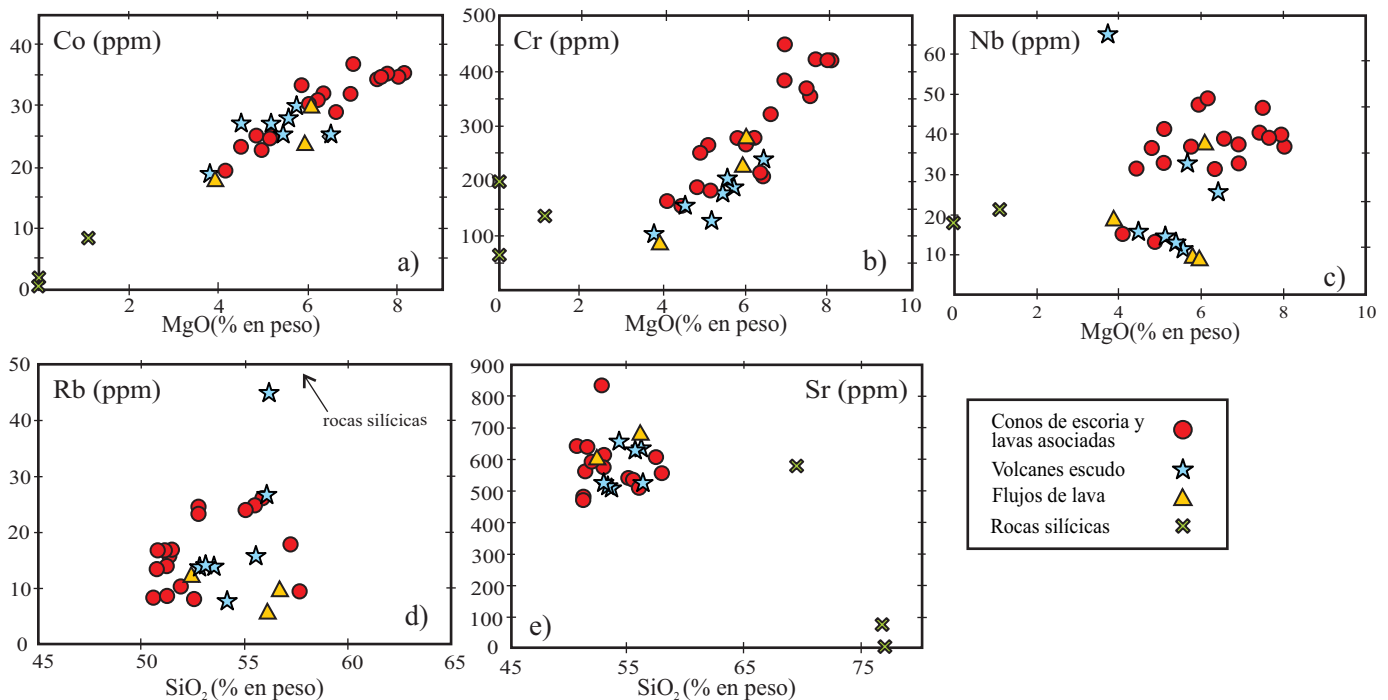 Co (ppm)
40
30
20
10
0
2
4
6
8
MgO(% en peso)
a)
Cr (ppm)
500
450
400
300
200
100
0
2
4
6
8
10
MgO(% en peso)
b)
Nb (ppm)
60
50
40
30
20
10
0
2
4
6
8
10
MgO(% en peso)
c)
Rb (ppm)
rocas silícicas
50
40
30
20
10
0
45
50
55
60
65
SiO2(% en peso)
d)
Sr (ppm)
900
800
700
600
500
400
300
200
100
0
45
55
65
75
SiO2(% en peso)
e)
Conos de escoria y
lavas asociadas
Volcanes escudo
Flujos de lava
Rocas silícicas